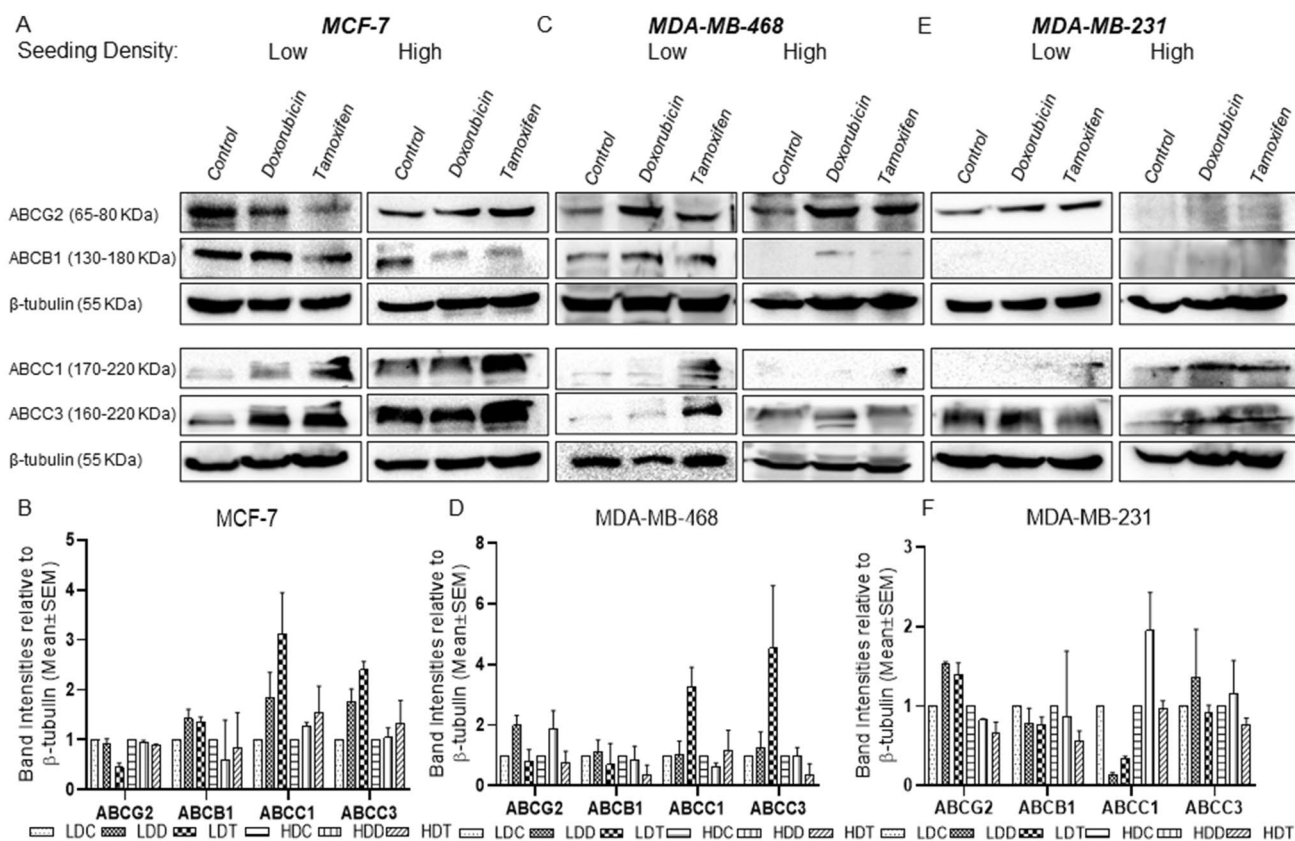 A MCF-7 C MDA-MB-468 E MDA-MB-231
Seeding Density: Low High Low High Low High
Control Doxorubicin Tamoxifen Control Doxorubicin Tamoxifen Control Doxorubicin Tamoxifen Control Doxorubicin Tamoxifen Control Doxorubicin Tamoxifen Control Doxorubicin Tamoxifen
ABCG2 (65-80 KDa)
ABCB1 (130-180 KDa)
β-tubulin (55 KDa)
ABCC1 (170-220 KDa)
ABCC3 (160-220 KDa)
β-tubulin (55 KDa)
B MCF-7
Band Intensities relative to
β-tubulin (Mean±SEM)
5
4
3
2
1
0
ABCG2 ABCB1 ABCC1 ABCC3
LDC LDD LDT HDC HDD HDT
D MDA-MB-468
Band Intensities relative to
β-tubulin (Mean±SEM)
8
6
4
2
0
ABCG2 ABCB1 ABCC1 ABCC3
LDC LDD LDT HDC HDD HDT
F MDA-MB-231
Band Intensities relative to
β-tubulin (Mean±SEM)
3
2
1
0
ABCG2 ABCB1 ABCC1 ABCC3
LDC LDD LDT HDC HDD HDT